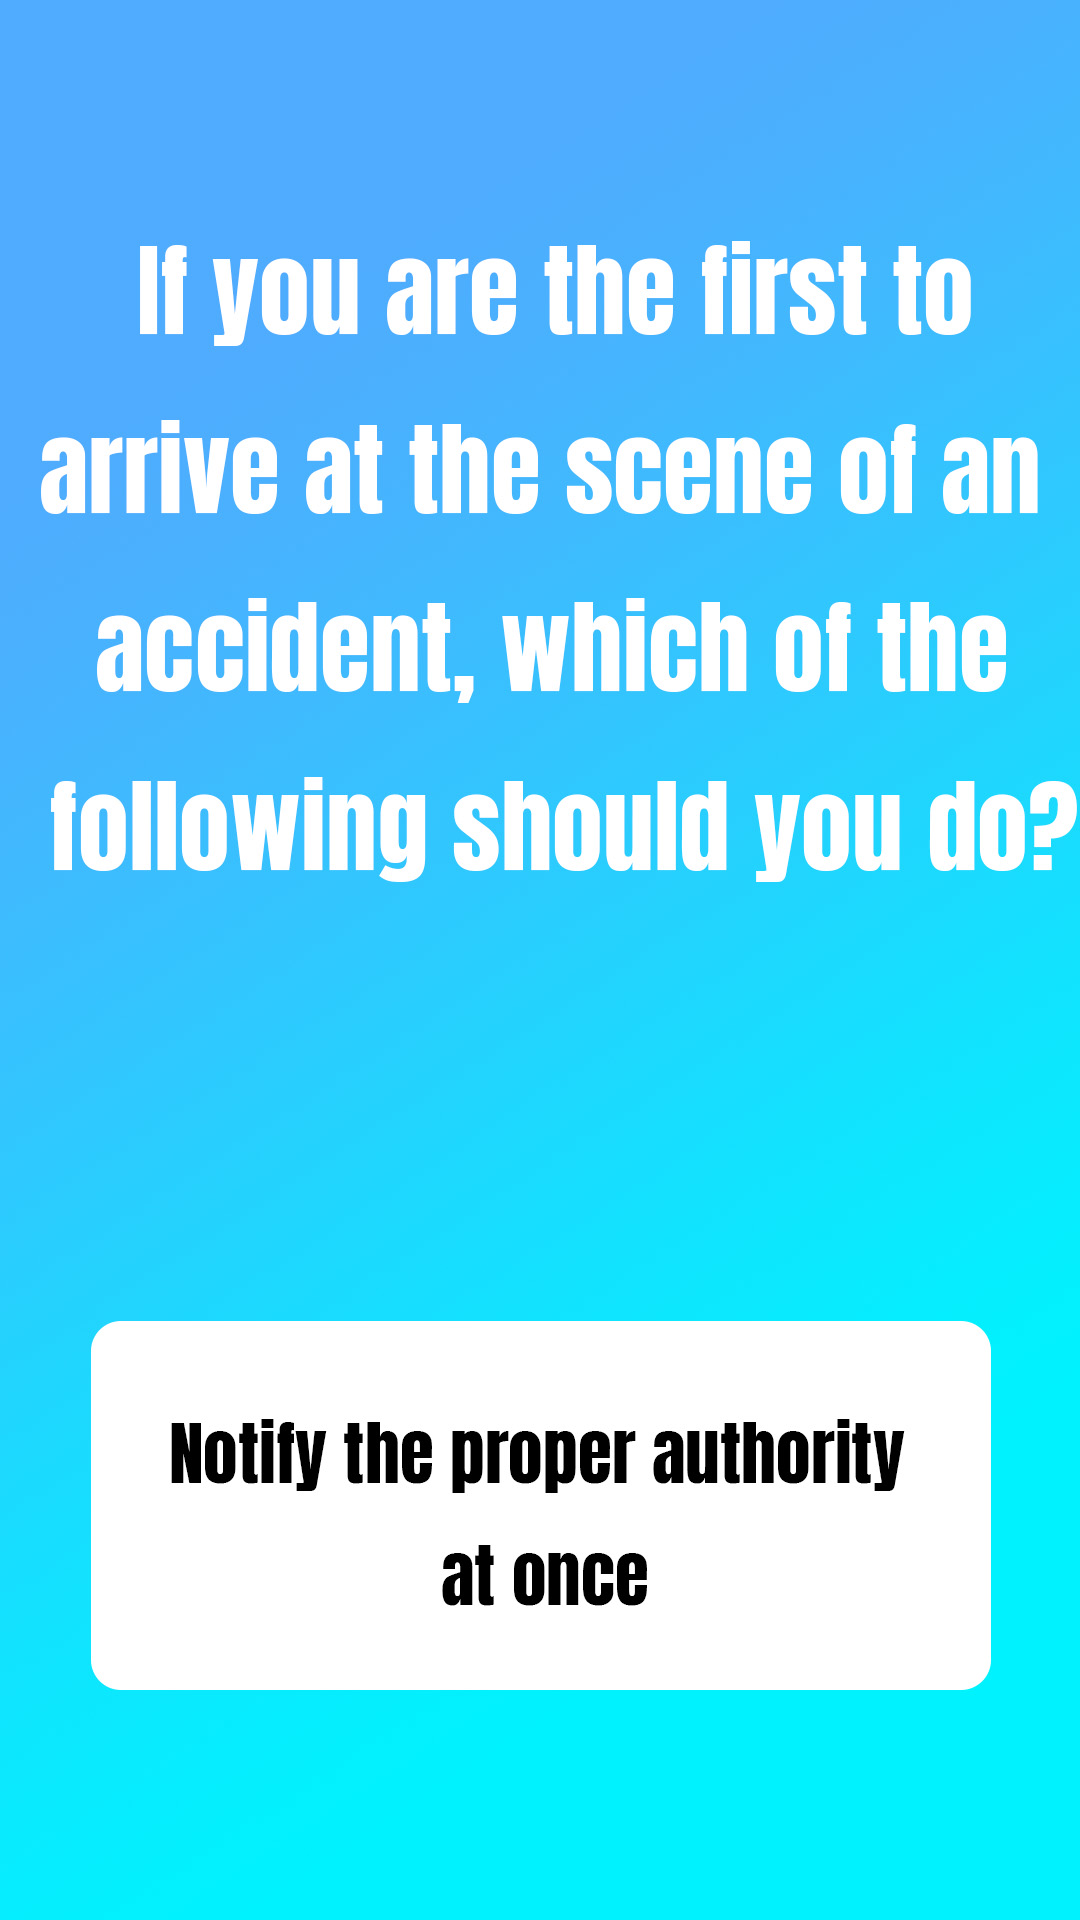 If you are the first to
arrive at the scene of an
accident, which of the
following should you do?
Notify the proper authority
at once